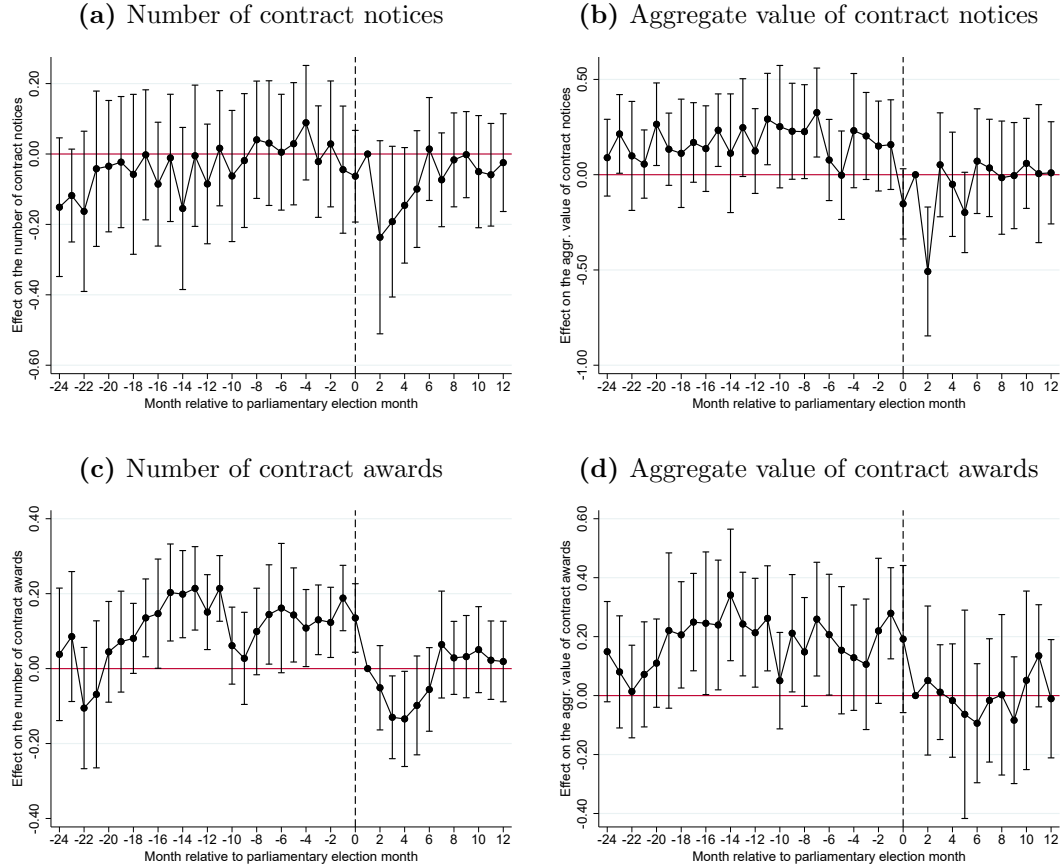 (a) Number of contract notices
Effect on the number of contract notices
0.20
0.00
-0.20
-0.40
-0.60
-24 -22 -20 -18 -16 -14 -12 -10 -8 -6 -4 -2 0 2 4 6 8 10 12
Month relative to parliamentary election month
(b) Aggregate value of contract notices
Effect on the aggr. value of contract notices
0.50
0.00
-0.50
-1.00
-24 -22 -20 -18 -16 -14 -12 -10 -8 -6 -4 -2 0 2 4 6 8 10 12
Month relative to parliamentary election month
(c) Number of contract awards
Effect on the number of contract awards
0.40
0.20
0.00
-0.20
-0.40
-24 -22 -20 -18 -16 -14 -12 -10 -8 -6 -4 -2 0 2 4 6 8 10 12
Month relative to parliamentary election month
(d) Aggregate value of contract awards
Effect on the aggr. value of contract awards
0.60
0.40
0.20
0.00
-0.20
-0.40
-24 -22 -20 -18 -16 -14 -12 -10 -8 -6 -4 -2 0 2 4 6 8 10 12
Month relative to parliamentary election month